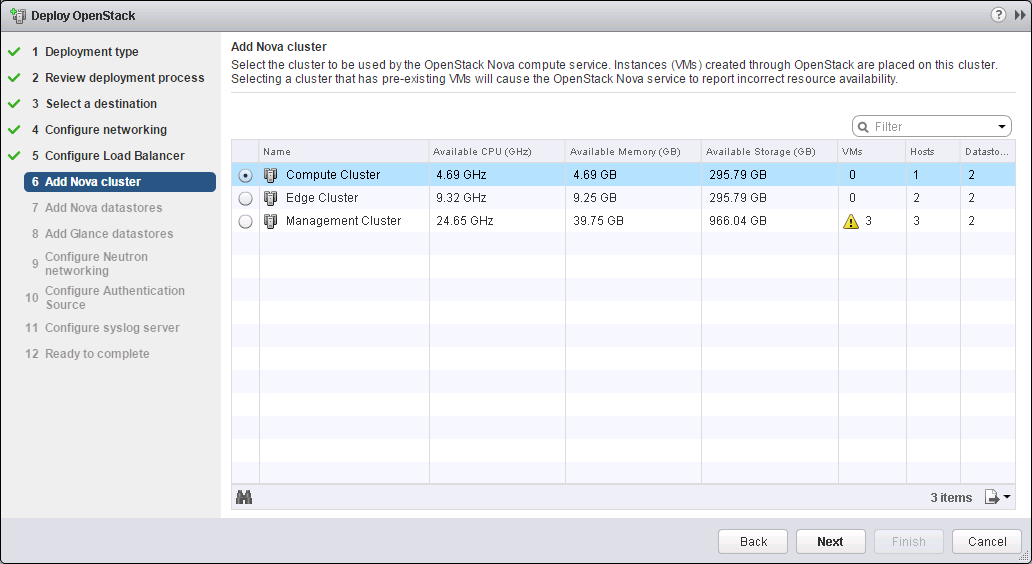 Deploy OpenStack
?
1 Deployment type
2 Review deployment process
3 Select a destination
4 Configure networking
5 Configure Load Balancer
6 Add Nova cluster
7 Add Nova datastores
8 Add Glance datastores
9 Configure Neutron
networking
10 Configure Authentication
Source
11 Configure syslog server
12 Ready to complete
Add Nova cluster
Select the cluster to be used by the OpenStack Nova compute service. Instances (VMs) created through OpenStack are placed on this cluster.
Selecting a cluster that has pre-existing VMs will cause the OpenStack Nova service to report incorrect resource availability.
Filter
Name Available CPU (GHz) Available Memory (GB) Available Storage (GB) VMs Hosts Datasto...
Compute Cluster 4.69 GHz 4.69 GB 295.79 GB 0 1 2
Edge Cluster 9.32 GHz 9.25 GB 295.79 GB 0 2 2
Management Cluster 24.65 GHz 39.75 GB 966.04 GB 3 3 2
3 items
Back Next Finish Cancel